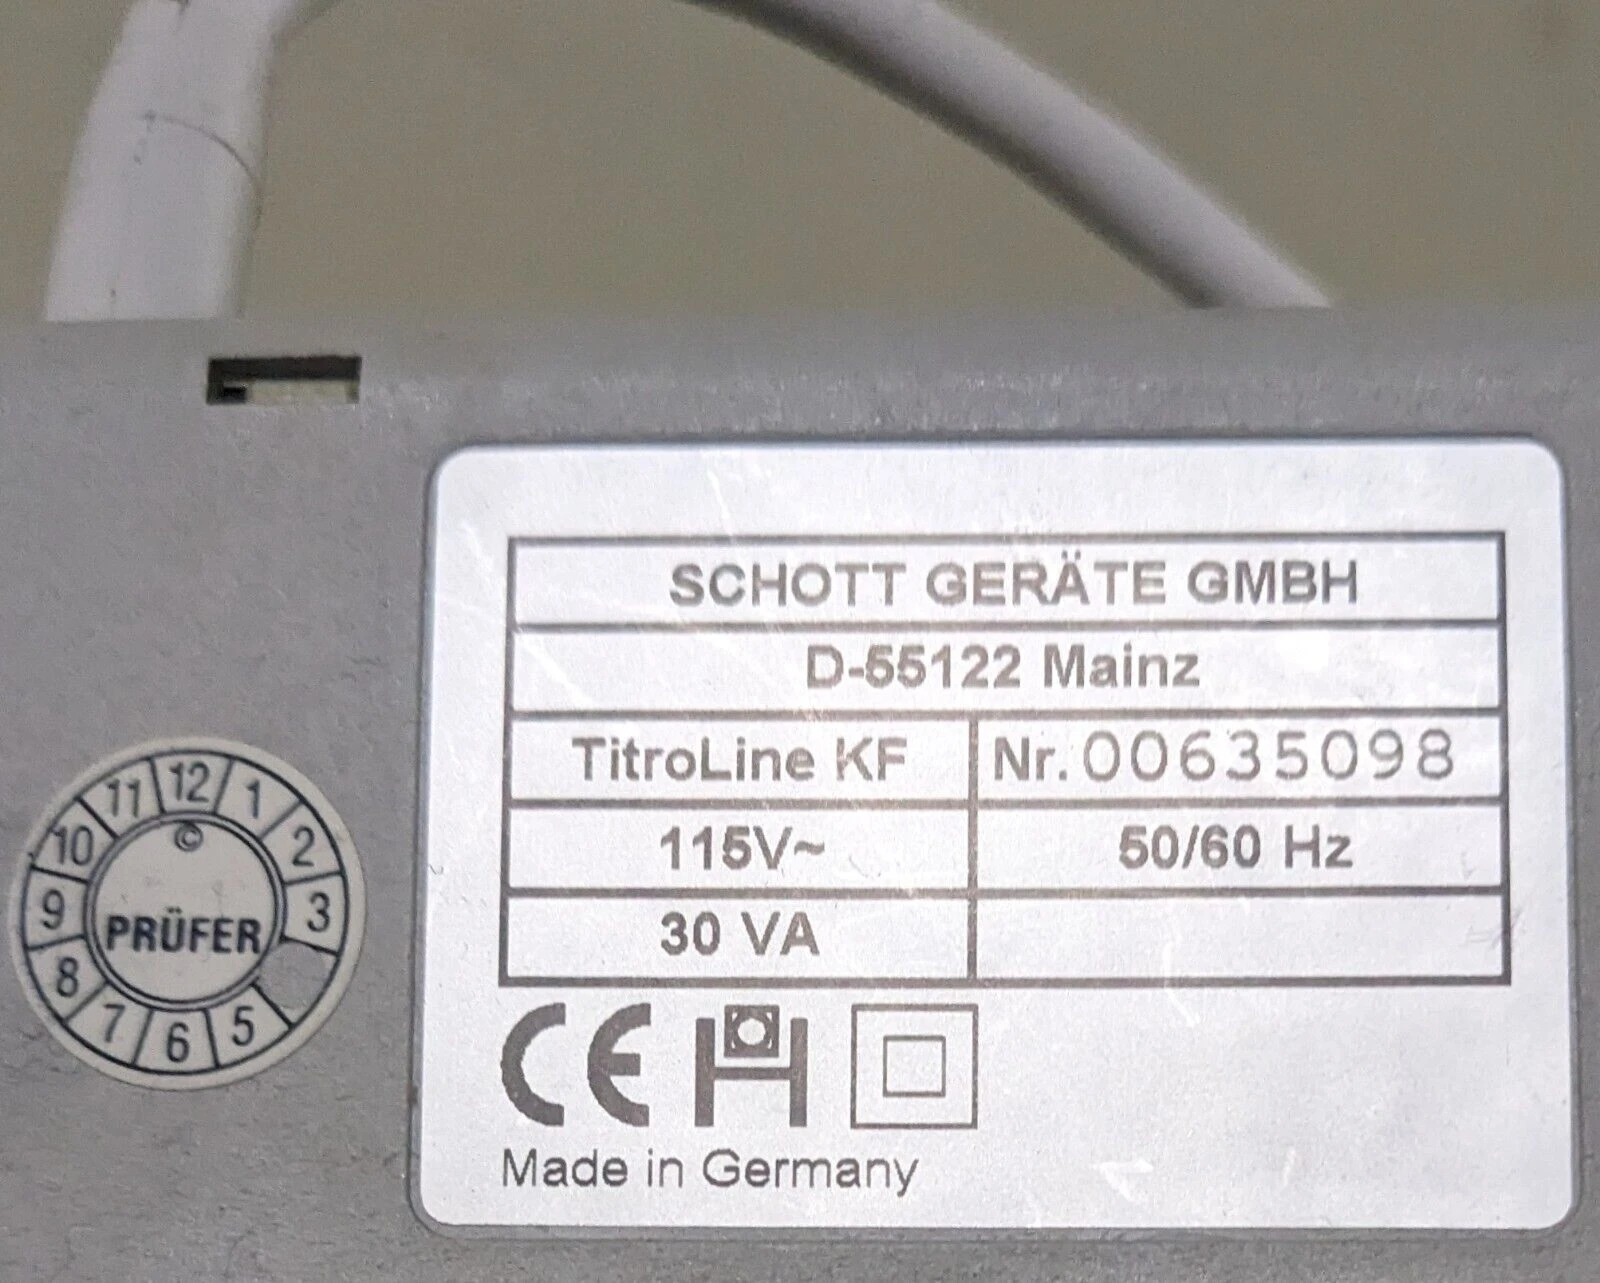 SCHOTT GERÄTE GMBH
D-55122 Mainz
TitroLine KF Nr. 00635098
115V~ 50/60 Hz
30 VA
CE
Made in Germany
12
1
2
3
5
6
7
8
9
10
11
©
PRÜFER